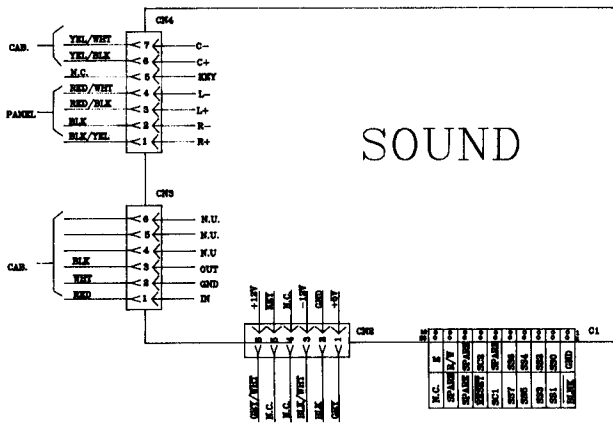 CN4
YEL/WHT 7 C-
CAB. YEL/BLK 6 C+
N.C. 5 KEY
RED/WHT 4 L-
PANEL RED/BLK 3 L+
BLK 2 R-
BLK/YEL 1 R+
SOUND
CN3
6 N.U.
5 N.U.
4 N.U
CAB. BLK 3 OUT
WHT 2 GND
RED 1 IN
+12V KEY N.C. -12V GND +5V
6 5 4 3 2 1 CN2
GRY/WHT N.C. N.C. BLK/WHT BLK GRY
C1
E R/W SPARE SC2 SPARE SS6 SS4 SS2 SS0 GND
N.C. SPARE SPARE RESET SC1 SS7 SS5 SS3 SS1 BLNK